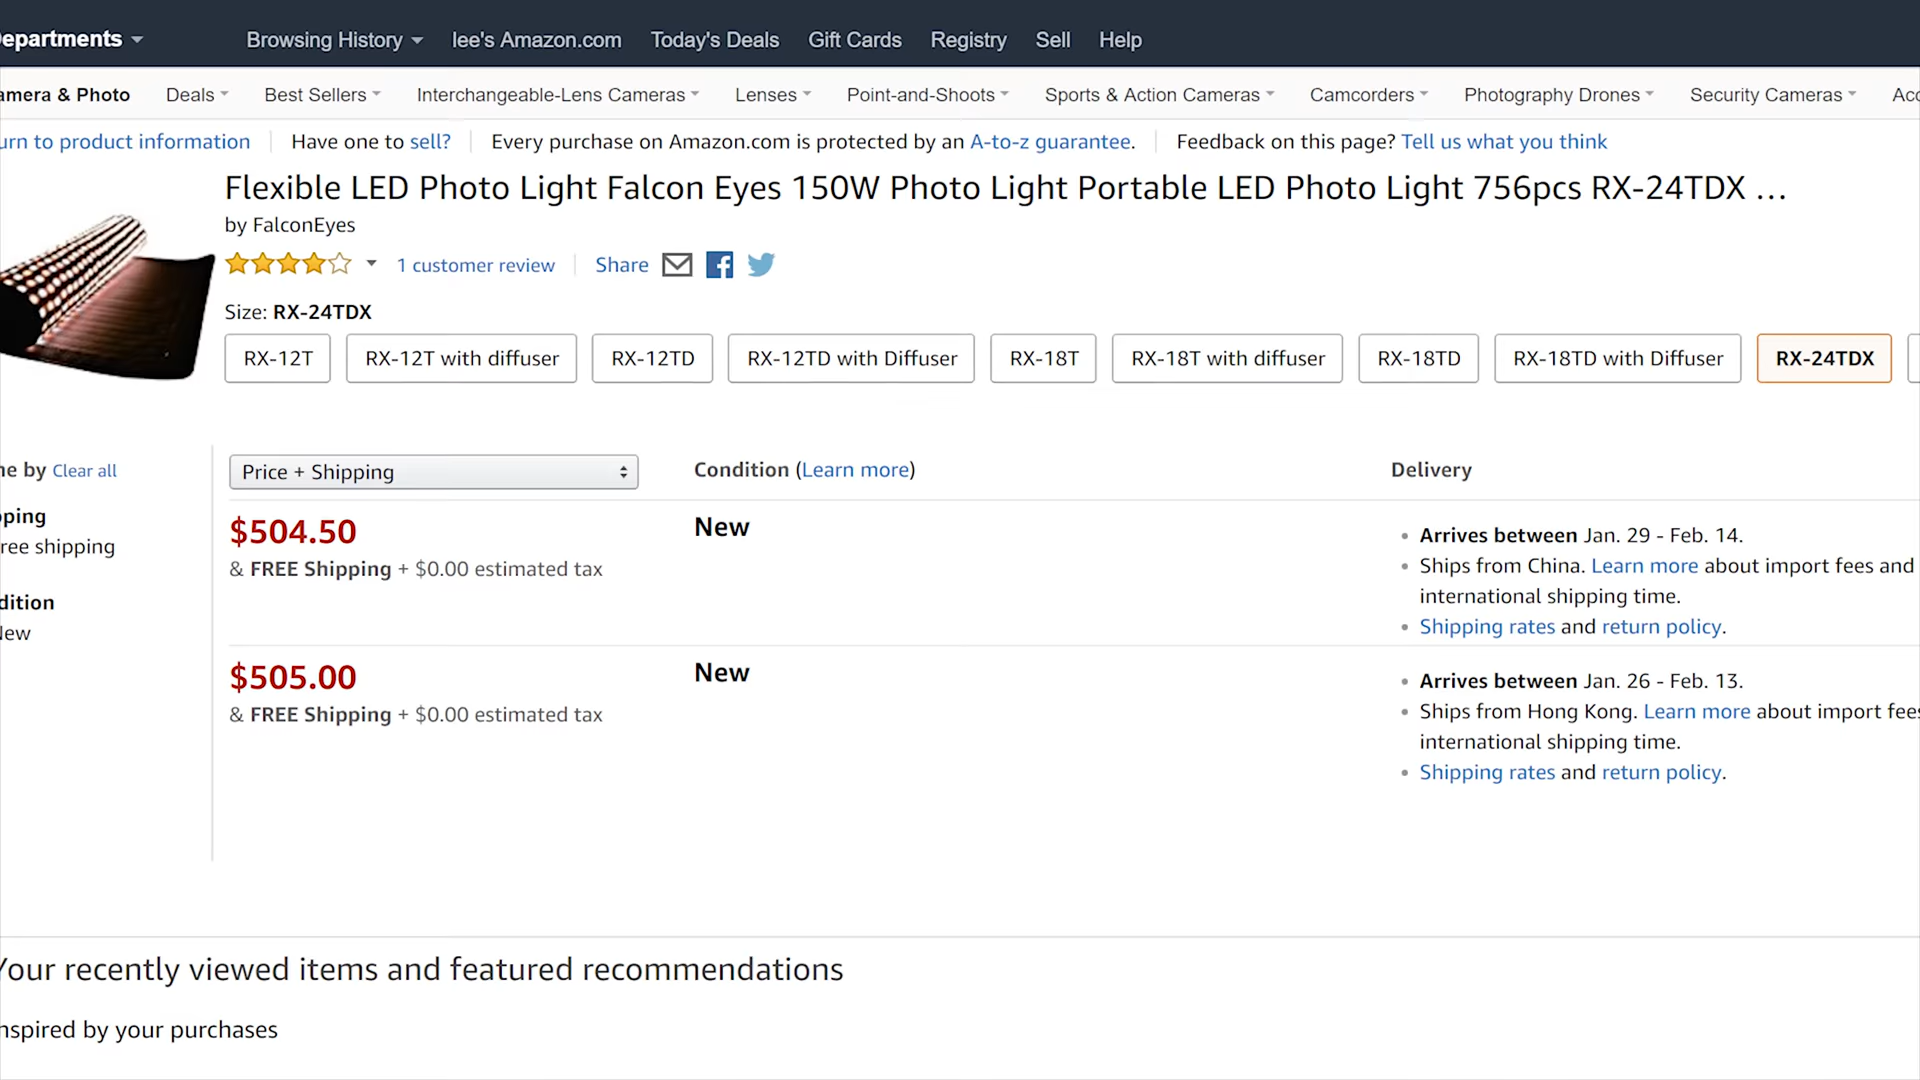 epartments
Browsing History lee's Amazon.com Today's Deals Gift Cards Registry Sell Help
amera & Photo Deals Best Sellers Interchangeable-Lens Cameras Lenses Point-and-Shoots Sports & Action Cameras Camcorders Photography Drones Security Cameras Acc
urn to product information Have one to sell? Every purchase on Amazon.com is protected by an A-to-z guarantee. Feedback on this page? Tell us what you think
Flexible LED Photo Light Falcon Eyes 150W Photo Light Portable LED Photo Light 756pcs RX-24TDX ...
by FalconEyes
1 customer review Share
Size: RX-24TDX
RX-12T RX-12T with diffuser RX-12TD RX-12TD with Diffuser RX-18T RX-18T with diffuser RX-18TD RX-18TD with Diffuser RX-24TDX
ne by Clear all
Price + Shipping
Condition (Learn more)
Delivery
pping
ree shipping
dition
New
$504.50
& FREE Shipping + $0.00 estimated tax
New
Arrives between Jan. 29 - Feb. 14.
Ships from China. Learn more about import fees and
international shipping time.
Shipping rates and return policy.
$505.00
& FREE Shipping + $0.00 estimated tax
New
Arrives between Jan. 26 - Feb. 13.
Ships from Hong Kong. Learn more about import fees
international shipping time.
Shipping rates and return policy.
Your recently viewed items and featured recommendations
nspired by your purchases